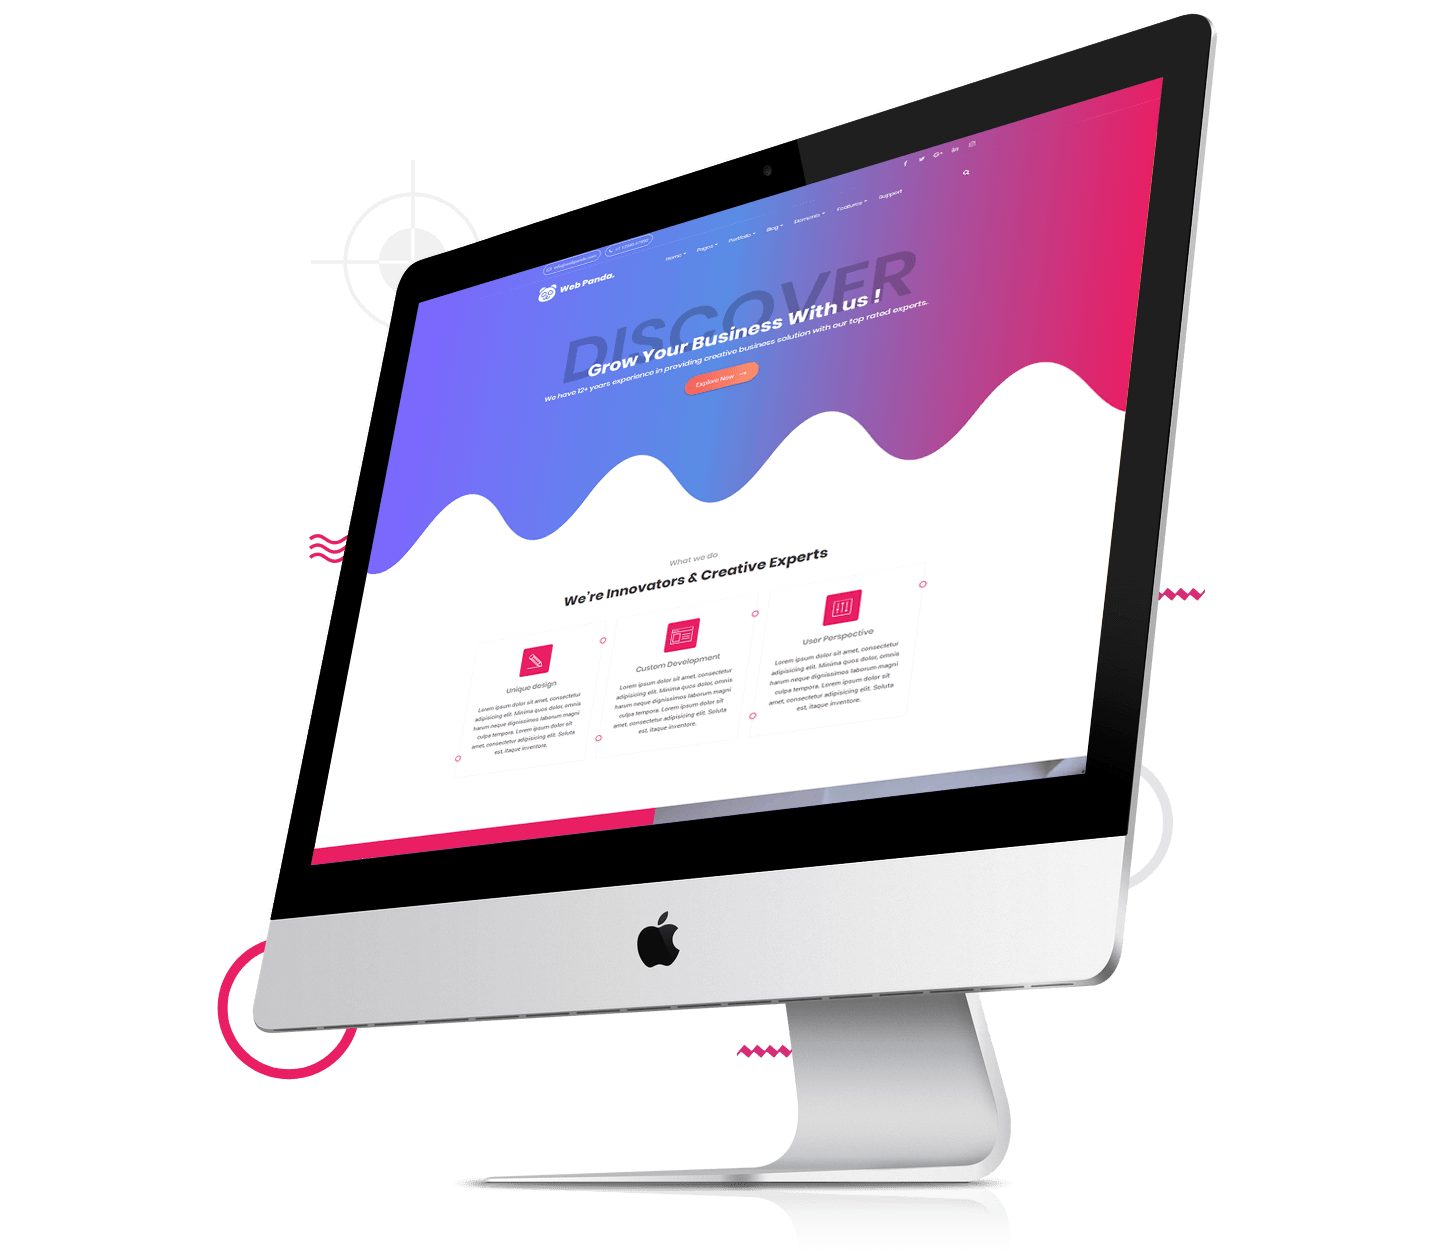 info@webpanda.com
Home Pages Portfolio Blog Elements Features Support
Web Panda.
DISCOVER
Grow Your Business With us !
We have 12+ years experience in providing creative business solution with our top rated experts.
Explore Now
What we do
We're Innovators & Creative Experts
Unique design
Lorem ipsum dolor sit amet, consectetur
adipisicing elit. Minima quos dolor, omnis
harum neque dignissimos laborum magni
culpa tempora. Lorem ipsum dolor sit
amet, consectetur adipisicing elit. Soluta
est, itaque inventore.
Custom Development
Lorem ipsum dolor sit amet, consectetur
adipisicing elit. Minima quos dolor, omnis
harum neque dignissimos laborum magni
culpa tempora. Lorem ipsum dolor sit
amet, consectetur adipisicing elit. Soluta
est, itaque inventore.
User Perspective
Lorem ipsum dolor sit amet, consectetur
adipisicing elit. Minima quos dolor, omnis
harum neque dignissimos laborum magni
culpa tempora. Lorem ipsum dolor sit
amet, consectetur adipisicing elit. Soluta
est, itaque inventore.